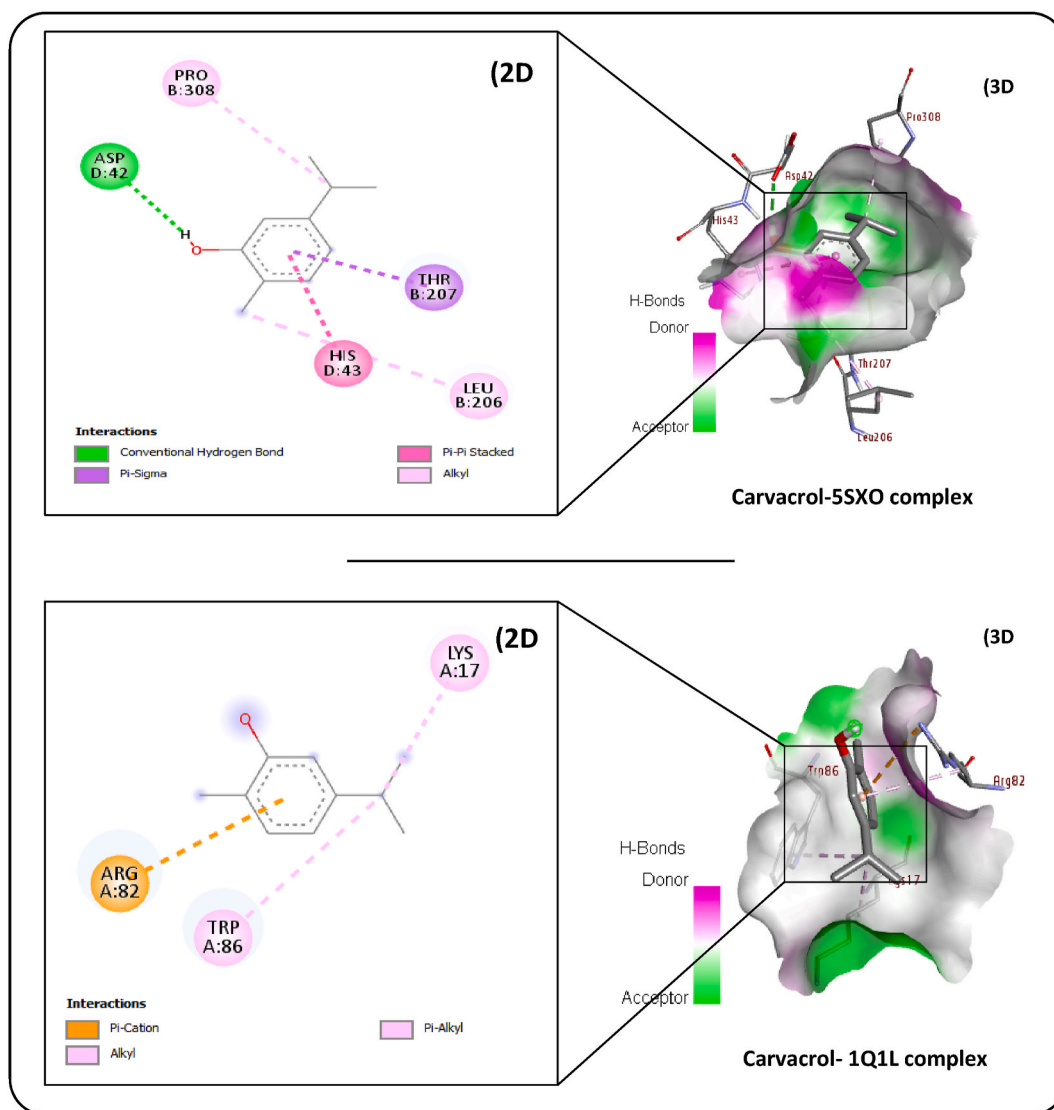 (2D
PRO
B:308
ASP
D:42
H
O
THR
B:207
HIS
D:43
LEU
B:206
Interactions
Conventional Hydrogen Bond
Pi-Sigma
Pi-Pi Stacked
Alkyl
(3D
Pro308
Asp42
His43
H-Bonds
Donor
Acceptor
Thr207
Leu206
Carvacrol-5SXO complex
(2D
LYS
A:17
O
ARG
A:82
TRP
A:86
Interactions
Pi-Cation
Alkyl
Pi-Alkyl
(3D
Trp86
Arg82
H-Bonds
Donor
Acceptor
Carvacrol- 1Q1L complex